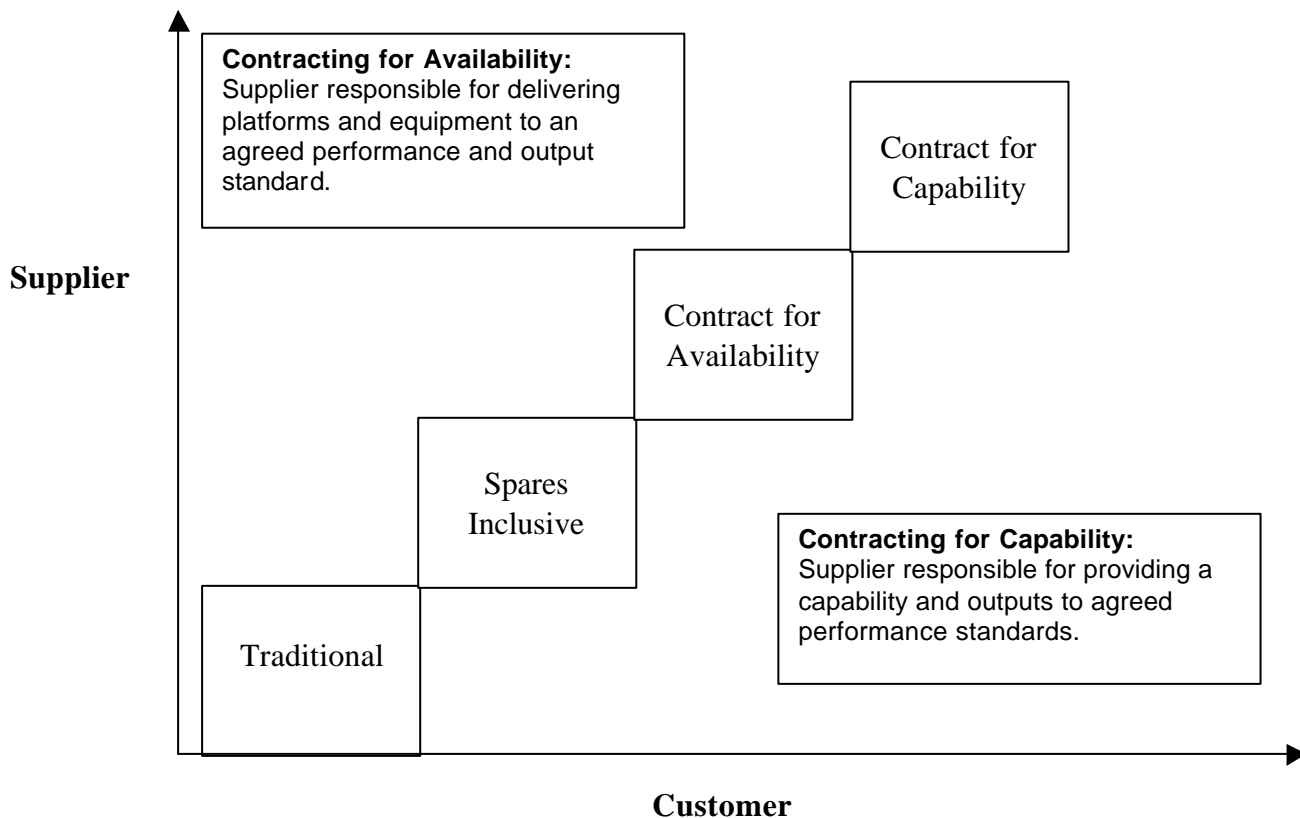 Contracting for Availability:
Supplier responsible for delivering
platforms and equipment to an
agreed performance and output
standard.
Contract for
Capability
Supplier
Contract for
Availability
Spares
Inclusive
Contracting for Capability:
Supplier responsible for providing a
capability and outputs to agreed
performance standards.
Traditional
Customer